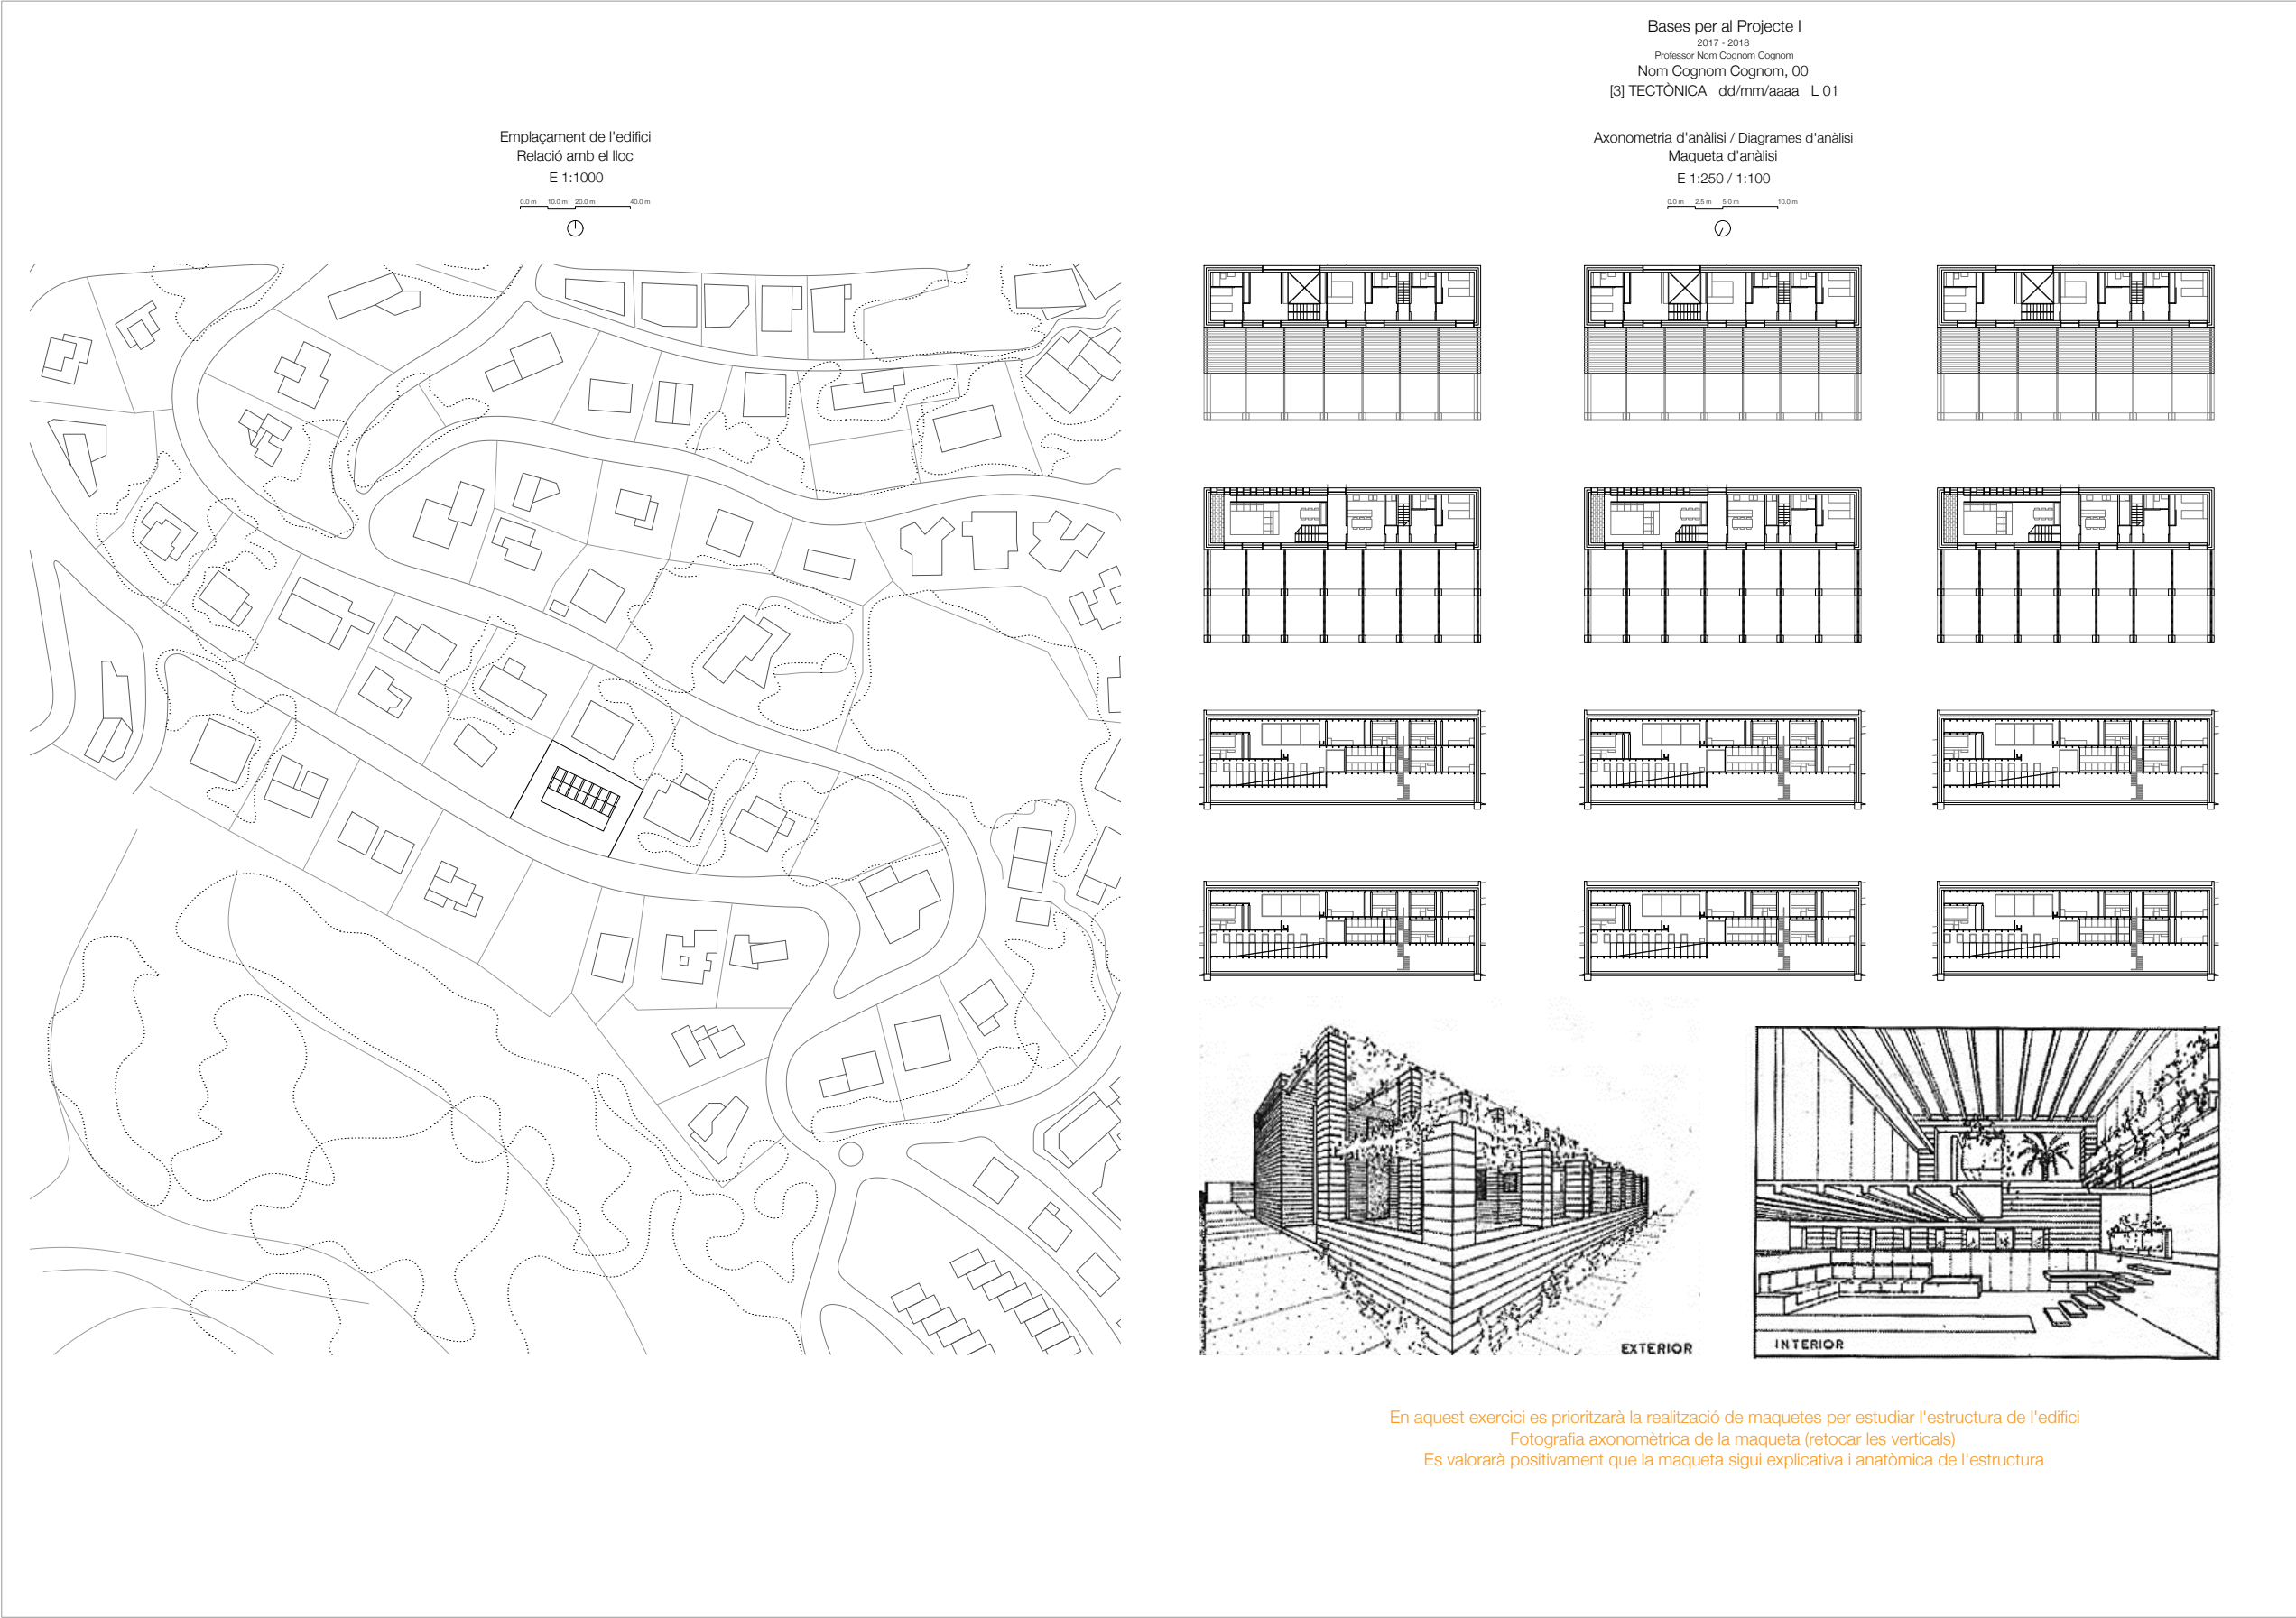 Bases per al Projecte I
2017 - 2018
Professor Nom Cognom Cognom
Nom Cognom Cognom, 00
[3] TECTÒNICA dd/mm/aaaa L 01
Emplaçament de l'edifici
Relació amb el lloc
E 1:1000
0.0 m 10.0 m 20.0 m 40.0 m
Axonometria d'anàlisi / Diagrames d'anàlisi
Maqueta d'anàlisi
E 1:250 / 1:100
0.0 m 2.5 m 5.0 m 10.0 m
EXTERIOR
INTERIOR
En aquest exercici es prioritzarà la realització de maquetes per estudiar l'estructura de l'edifici
Fotografia axonomètrica de la maqueta (retocar les verticals)
Es valorarà positivament que la maqueta sigui explicativa i anatòmica de l'estructura